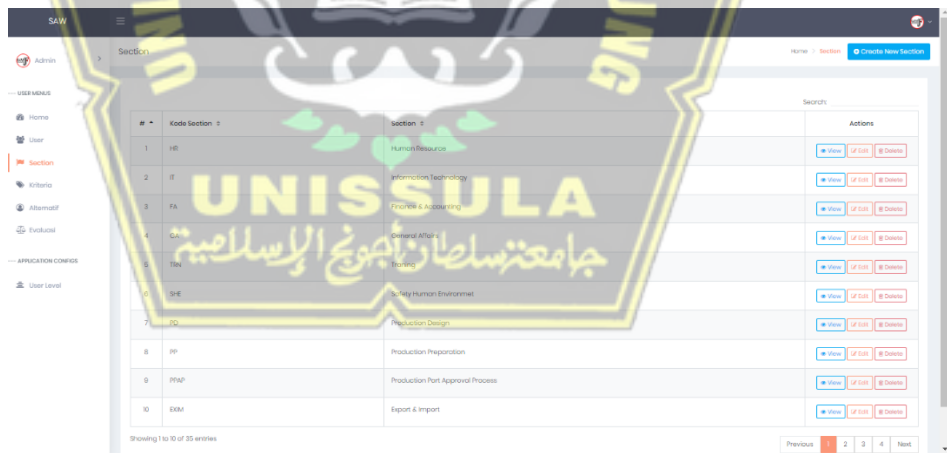 SAW
Admin
Section
Home > Section Create New Section
USER MENUS
Home
User
Section
Kriteria
Alternatif
Evaluasi
APPLICATION CONFIGS
User Level
Search:
# Kode Section Section Actions
1 HR Human Resource View Edit Delete
2 IT Information Technology View Edit Delete
3 FA Finance & Accounting View Edit Delete
4 GA General Affairs View Edit Delete
5 TRN Training View Edit Delete
6 SHE Safety Human Environmet View Edit Delete
7 PD Production Design View Edit Delete
8 PP Production Preparation View Edit Delete
9 PPAP Production Part Approval Process View Edit Delete
10 EXIM Export & Import View Edit Delete
Showing 1 to 10 of 35 entries
Previous 1 2 3 4 Next
UNISSULA
جامعتسلطان أجونج الإسلامية